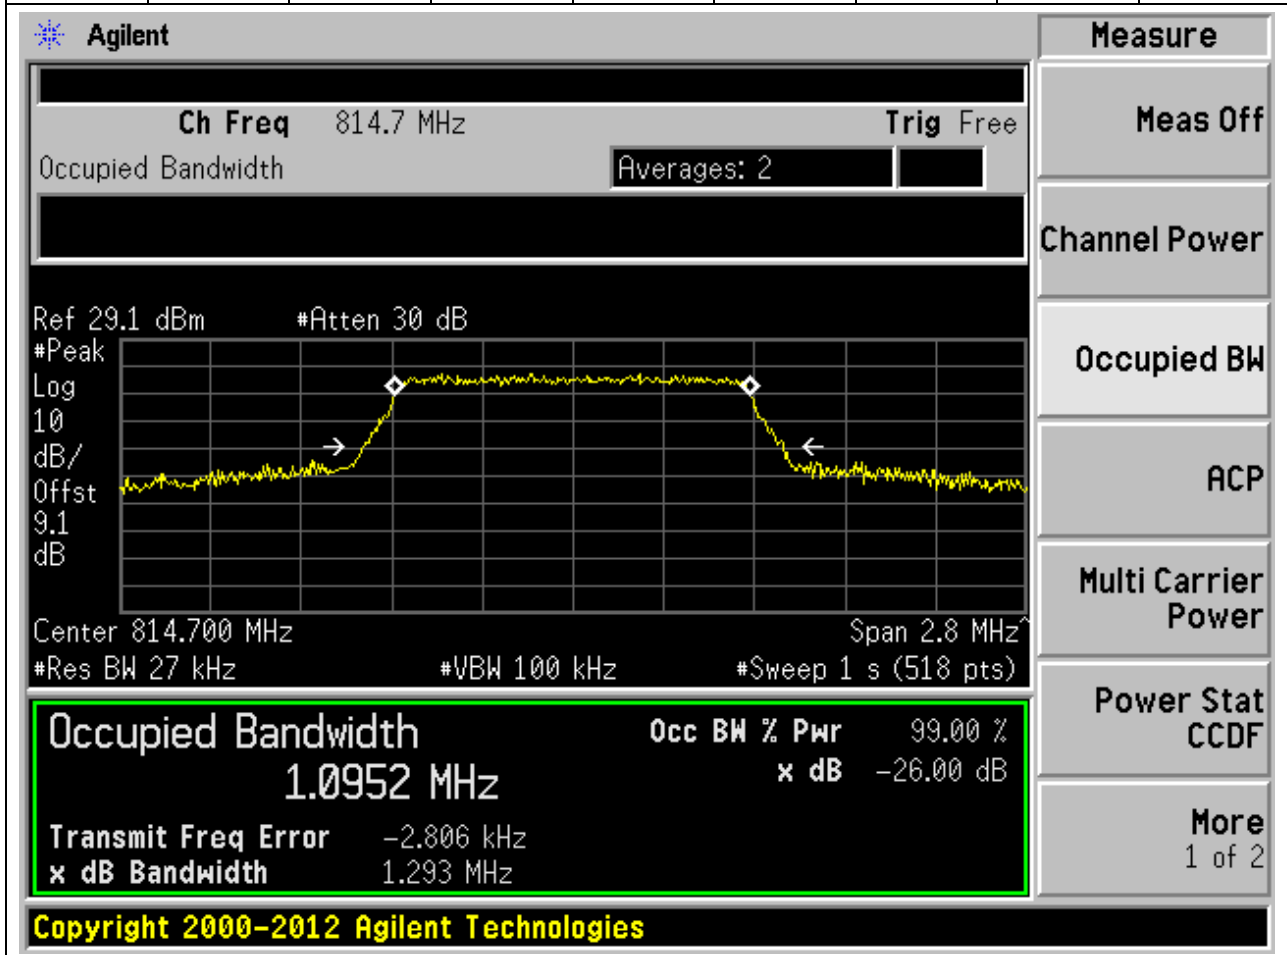 Agilent
Measure
Ch Freq 814.7 MHz Trig Free
Meas Off
Occupied Bandwidth Averages: 2
Channel Power
Ref 29.1 dBm #Atten 30 dB
#Peak
Log
10
dB/
Offst
9.1
dB
Occupied BW
ACP
Center 814.700 MHz Span 2.8 MHz^
#Res BW 27 kHz #VBW 100 kHz #Sweep 1 s (518 pts)
Multi Carrier
Power
Occupied Bandwidth Occ BW % Pwr 99.00 %
1.0952 MHz x dB -26.00 dB
Power Stat
CCDF
Transmit Freq Error -2.806 kHz
x dB Bandwidth 1.293 MHz
More
1 of 2
Copyright 2000-2012 Agilent Technologies